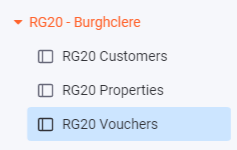 RG20 - Burghclere
RG20 Customers
RG20 Properties
RG20 Vouchers